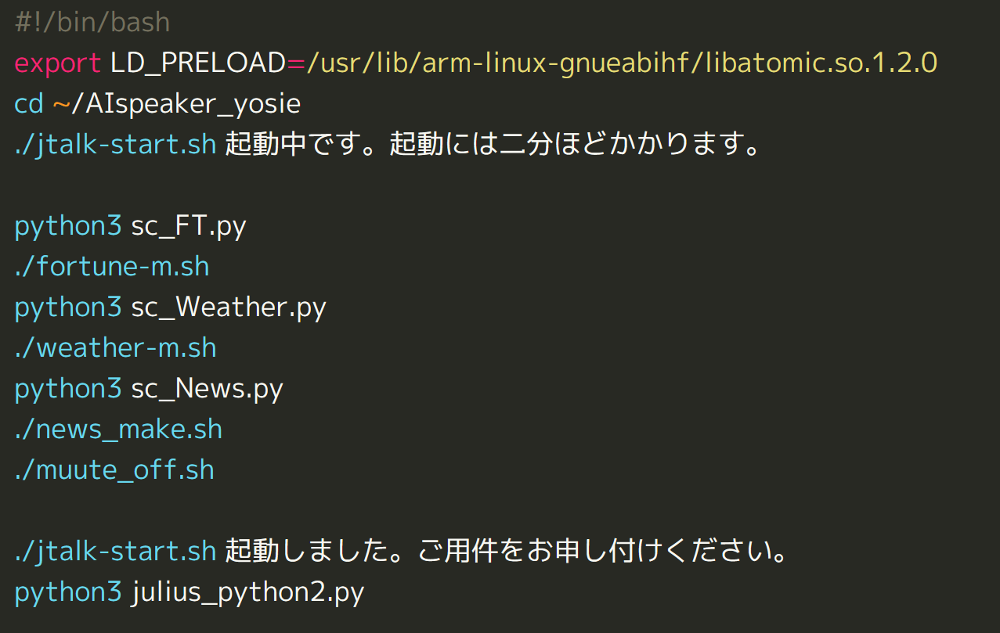 #!/bin/bash
export LD_PRELOAD=/usr/lib/arm-linux-gnueabihf/libatomic.so.1.2.0
cd ~/AIspeaker_yosie
./jtalk-start.sh 起動中です。起動には二分ほどかかります。
python3 sc_FT.py
./fortune-m.sh
python3 sc_Weather.py
./weather-m.sh
python3 sc_News.py
./news_make.sh
./muute_off.sh
./jtalk-start.sh 起動しました。ご用件をお申し付けください。
python3 julius_python2.py